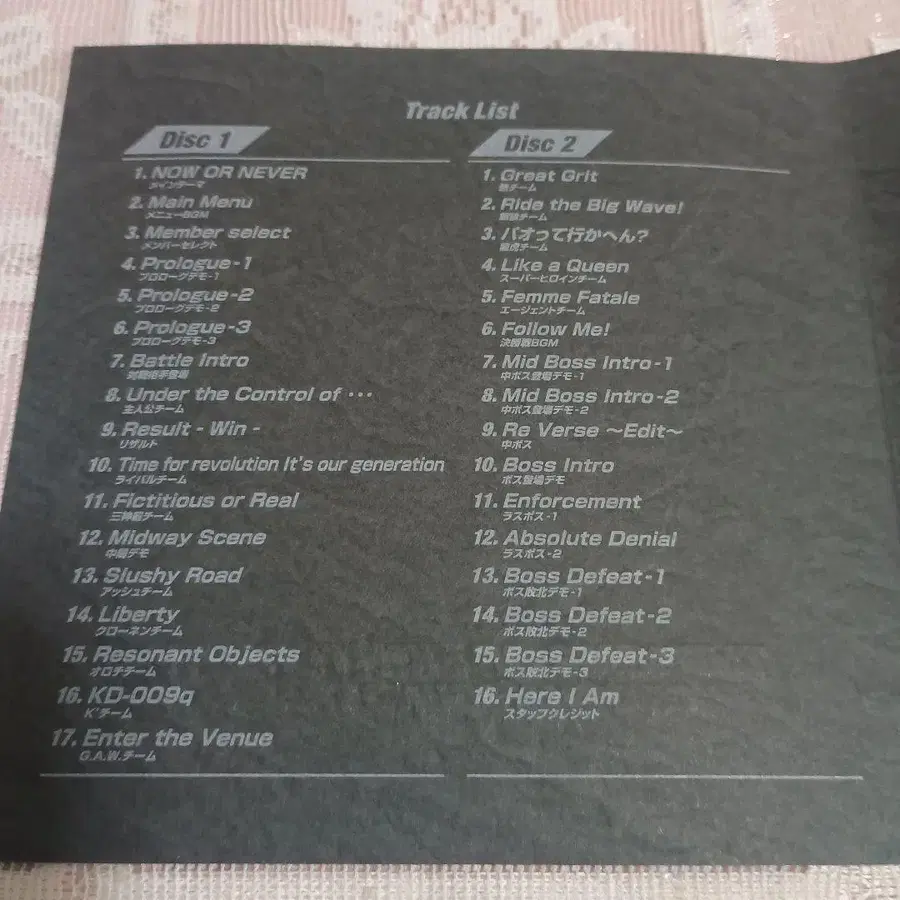 Track List
Disc 1
1. NOW OR NEVER
メインテーマ
2. Main Menu
メニューBGM
3. Member select
メンバーセレクト
4. Prologue-1
プロローグデモ-1
5. Prologue-2
プロローグデモ-2
6. Prologue-3
プロローグデモ-3
7. Battle Intro
対戦相手登場
8. Under the Control of ···
主人公チーム
9. Result - Win -
リザルト
10. Time for revolution It's our generation
ライバルチーム
11. Fictitious or Real
三神器チーム
12. Midway Scene
中間デモ
13. Slushy Road
アッシュチーム
14. Liberty
クローネンチーム
15. Resonant Objects
オロチチーム
16. KD-009q
K'チーム
17. Enter the Venue
G.A.W.チーム
Disc 2
1. Great Grit
チーム
2. Ride the Big Wave!
餓狼チーム
3. バオって行かへん?
龍虎チーム
4. Like a Queen
スーパーヒロインチーム
5. Femme Fatale
エージェントチーム
6. Follow Me!
決勝戦BGM
7. Mid Boss Intro-1
中ボス登場デモ-1
8. Mid Boss Intro-2
中ボス登場デモ-2
9. Re Verse ～Edit～
中ボス
10. Boss Intro
ボス登場デモ
11. Enforcement
ラスボス-1
12. Absolute Denial
ラスボス-2
13. Boss Defeat-1
ボス敗北デモ-1
14. Boss Defeat-2
ボス敗北デモ-2
15. Boss Defeat-3
ボス敗北デモ-3
16. Here I Am
スタッフクレジット